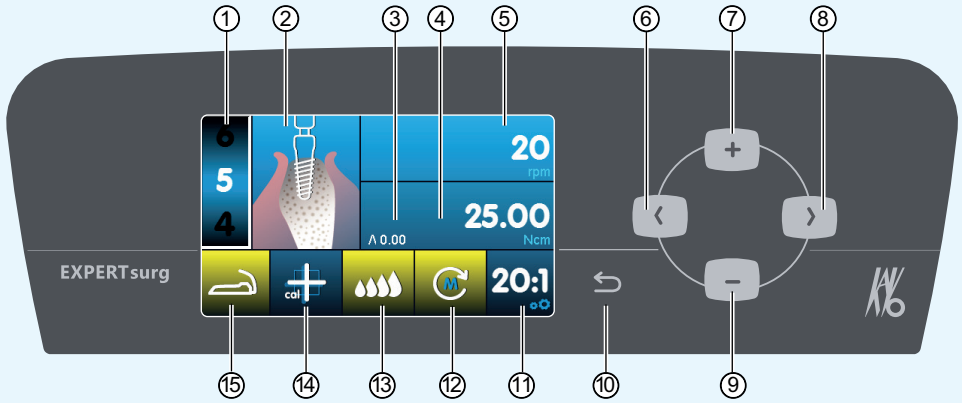 ① ② ③ ④ ⑤ ⑥ ⑦ ⑧
6
5
4
20
rpm
25.00
Ncm
Λ 0.00
cal
M
20:1
EXPERTsurg
KAVO
+
‹ ›
−
⑮ ⑭ ⑬ ⑫ ⑪ ⑩ ⑨